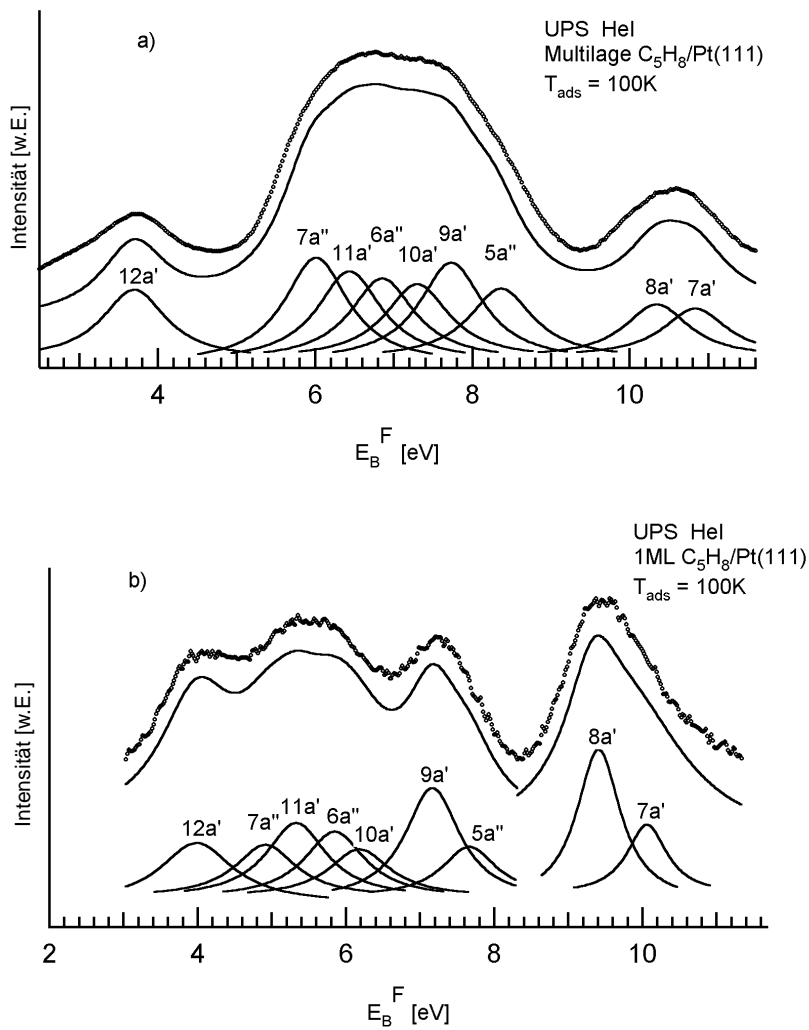 a)
UPS HeI
Multilage C5H8/Pt(111)
Tads = 100K
Intensität [w.E.]
12a'
7a"
11a'
6a"
10a'
9a'
5a"
8a'
7a'
4 6 8 10
E_B^F [eV]
b)
UPS HeI
1ML C5H8/Pt(111)
Tads = 100K
Intensität [w.E.]
12a'
7a"
11a'
6a"
10a'
9a'
5a"
8a'
7a'
2 4 6 8 10
E_B^F [eV]